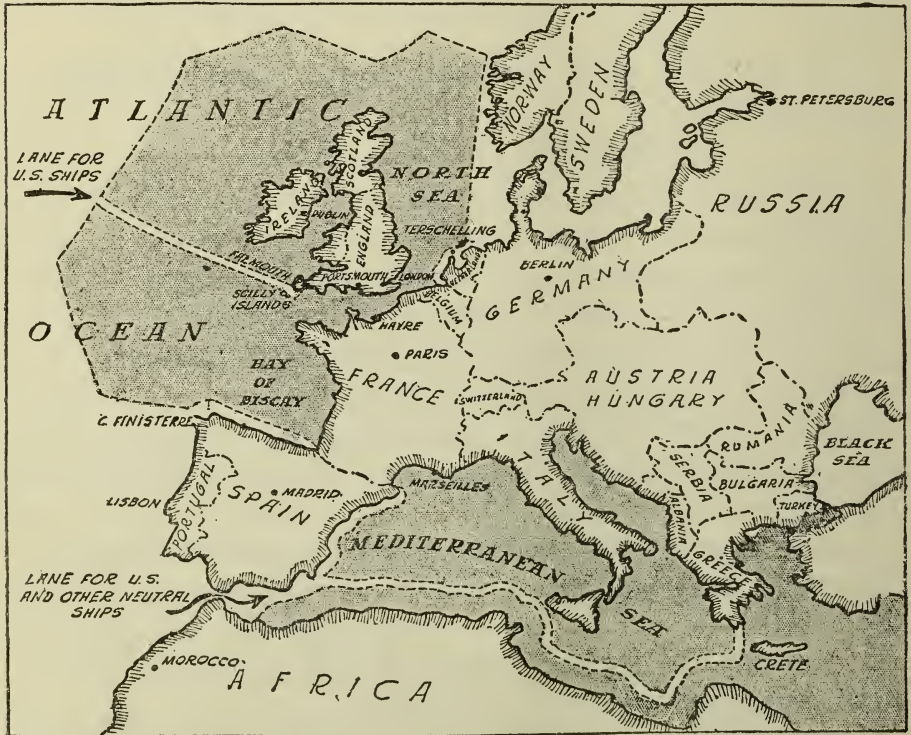 ATLANTIC
LANE FOR
U.S. SHIPS
OCEAN
IRELAND
DUBLIN
SCOTLAND
ENGLAND
NORTH
SEA
TERSCHELLING
FALMOUTH
SCILLY
ISLANDS
PORTSMOUTH
LONDON
NORWAY
SWEDEN
ST. PETERSBURG
RUSSIA
BERLIN
GERMANY
BELGIUM
HAVRE
PARIS
FRANCE
BAY
OF
BISCAY
SWITZERLAND
AUSTRIA
HUNGARY
RUMANIA
BLACK
SEA
SERBIA
BULGARIA
TURKEY
ALBANIA
GREECE
ITALY
C. FINISTERRE
LISBON
PORTUGAL
SPAIN
MADRID
MARSEILLES
MEDITERRANEAN
SEA
CRETE
LANE FOR U.S.
AND OTHER NEUTRAL
SHIPS
MOROCCO
AFRICA